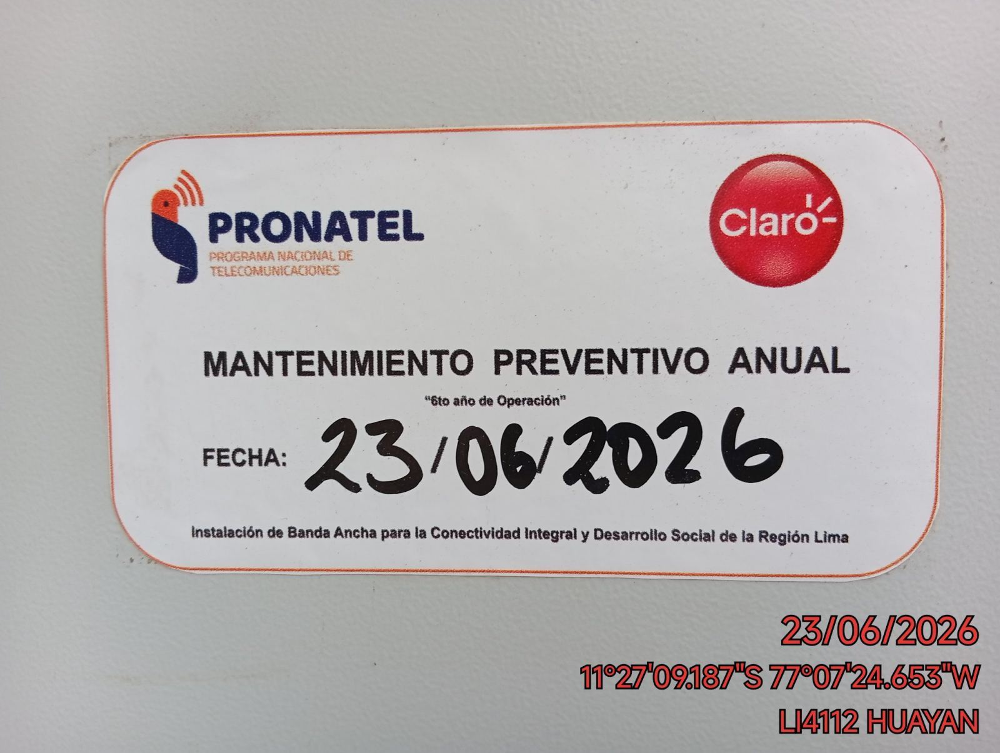 PRONATEL
PROGRAMA NACIONAL DE
TELECOMUNICACIONES
Claro
MANTENIMIENTO PREVENTIVO ANUAL
"6to año de Operación"
FECHA: 23/06/2026
Instalación de Banda Ancha para la Conectividad Integral y Desarrollo Social de la Región Lima
23/06/2026
11°27'09.187"S 77°07'24.653"W
LI4112 HUAYAN